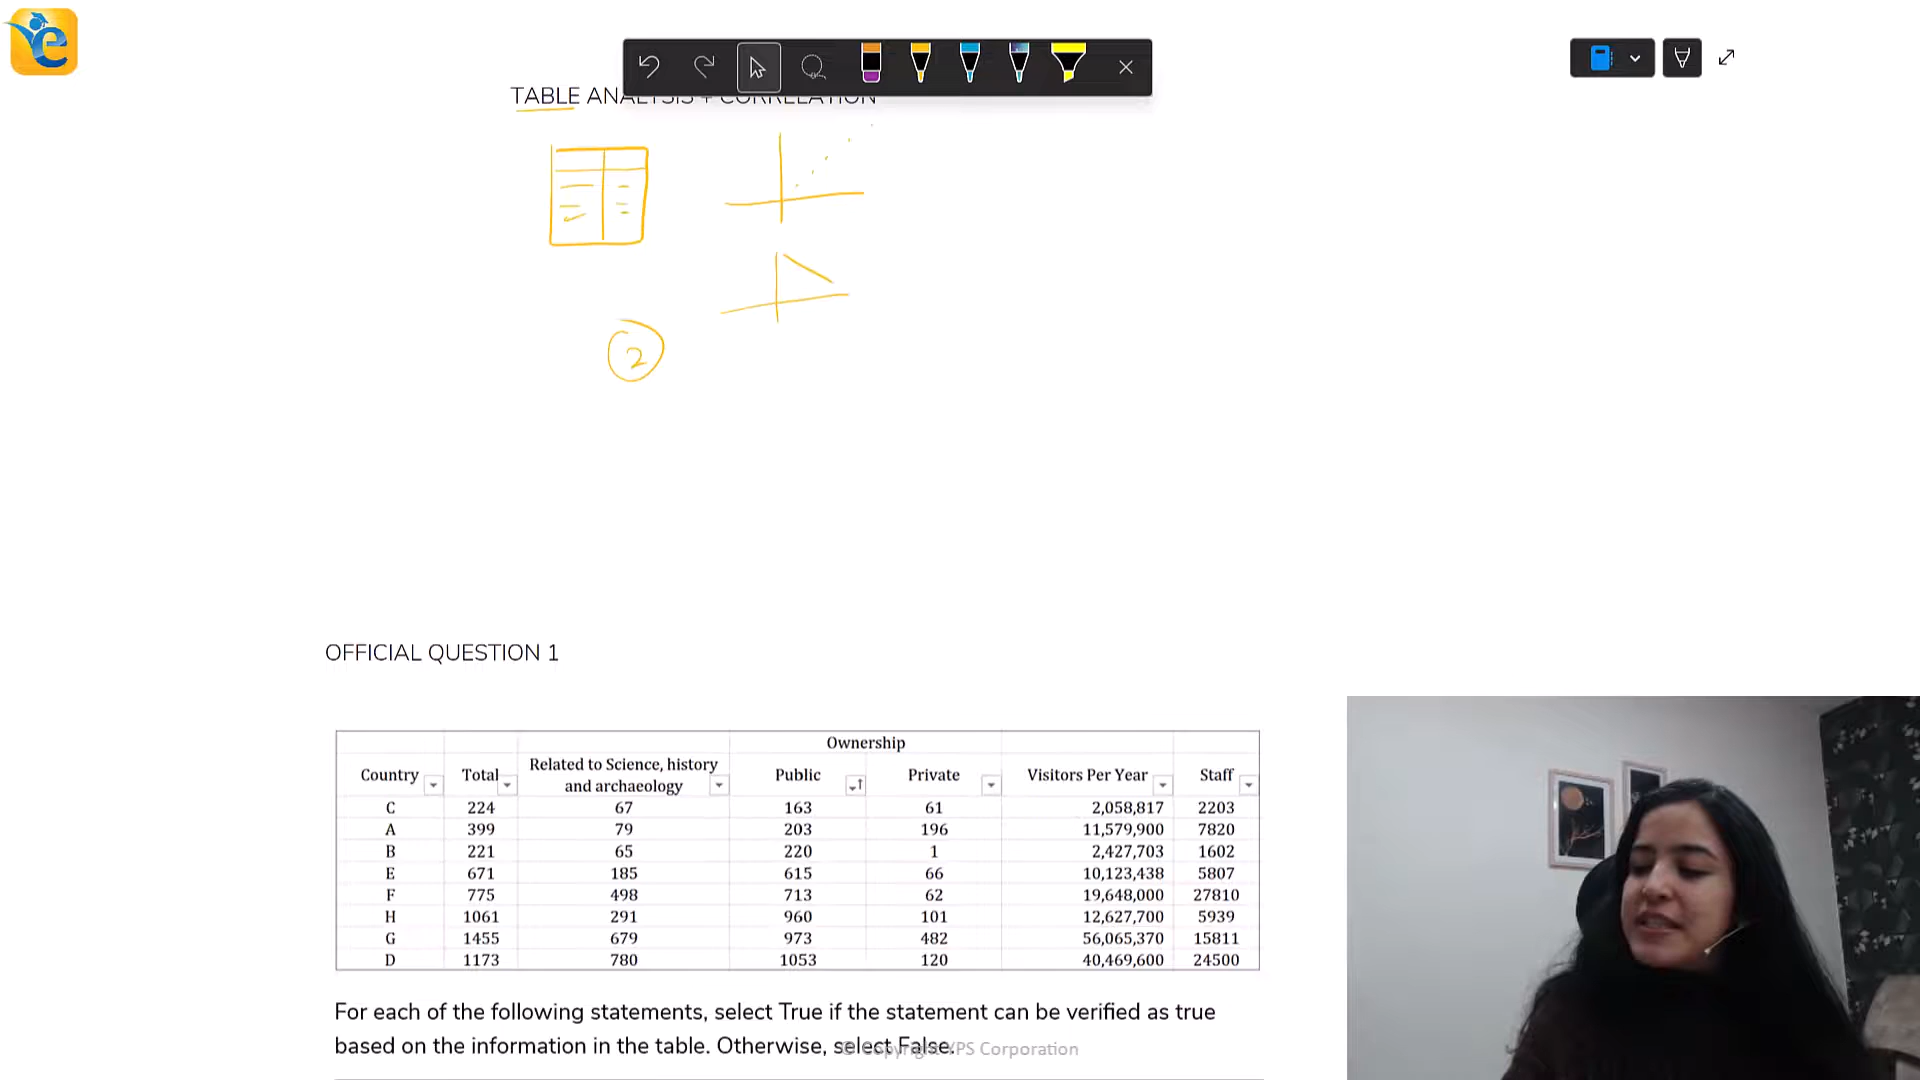 TABLE ANALYSIS + CORRELATION
2
OFFICIAL QUESTION 1
Ownership
Country Total Related to Science, history and archaeology Public Private Visitors Per Year Staff
C 224 67 163 61 2,058,817 2203
A 399 79 203 196 11,579,900 7820
B 221 65 220 1 2,427,703 1602
E 671 185 615 66 10,123,438 5807
F 775 498 713 62 19,648,000 27810
H 1061 291 960 101 12,627,700 5939
G 1455 679 973 482 56,065,370 15811
D 1173 780 1053 120 40,469,600 24500
For each of the following statements, select True if the statement can be verified as true
based on the information in the table. Otherwise, select False.
© Copyright YPS Corporation